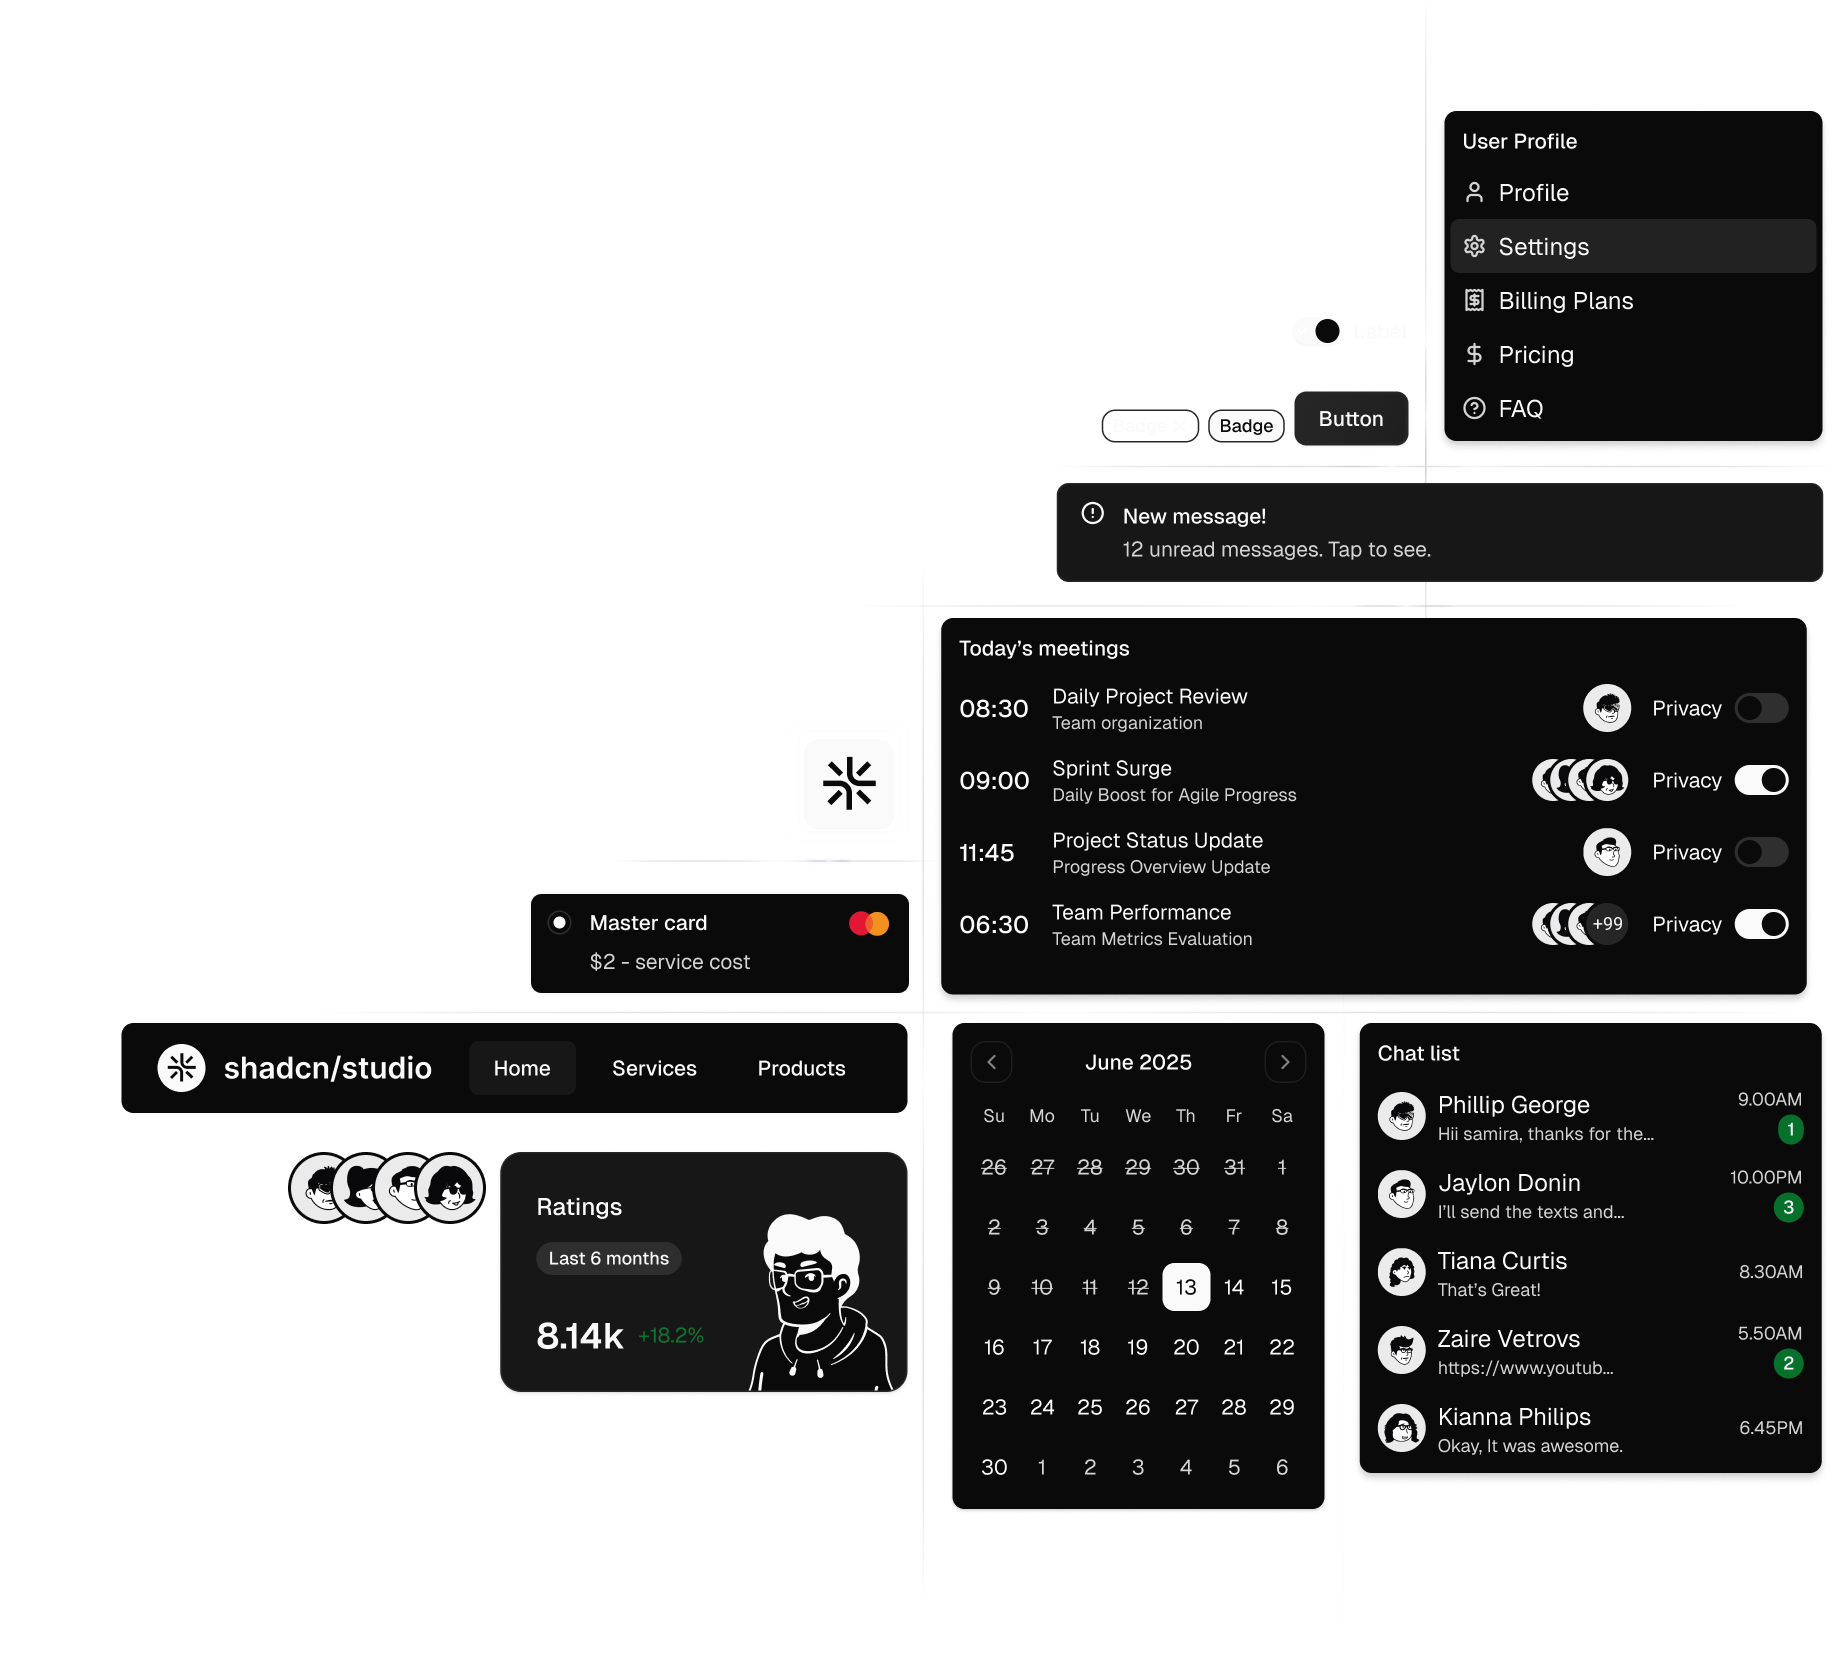 User Profile
Profile
Settings
Billing Plans
Pricing
FAQ
Label
Badge ×
Badge
Button
New message!
12 unread messages. Tap to see.
Today’s meetings
08:30
Daily Project Review
Team organization
Privacy
09:00
Sprint Surge
Daily Boost for Agile Progress
Privacy
11:45
Project Status Update
Progress Overview Update
Privacy
06:30
Team Performance
Team Metrics Evaluation
+99
Privacy
Master card
$2 - service cost
shadcn/studio Home Services Products
Ratings
Last 6 months
8.14k +18.2%
June 2025
Su Mo Tu We Th Fr Sa
26 27 28 29 30 31 1
2 3 4 5 6 7 8
9 10 11 12 13 14 15
16 17 18 19 20 21 22
23 24 25 26 27 28 29
30 1 2 3 4 5 6
Chat list
Phillip George
Hii samira, thanks for the...
9.00AM
1
Jaylon Donin
I’ll send the texts and...
10.00PM
3
Tiana Curtis
That’s Great!
8.30AM
Zaire Vetrovs
https://www.youtub...
5.50AM
2
Kianna Philips
Okay, It was awesome.
6.45PM